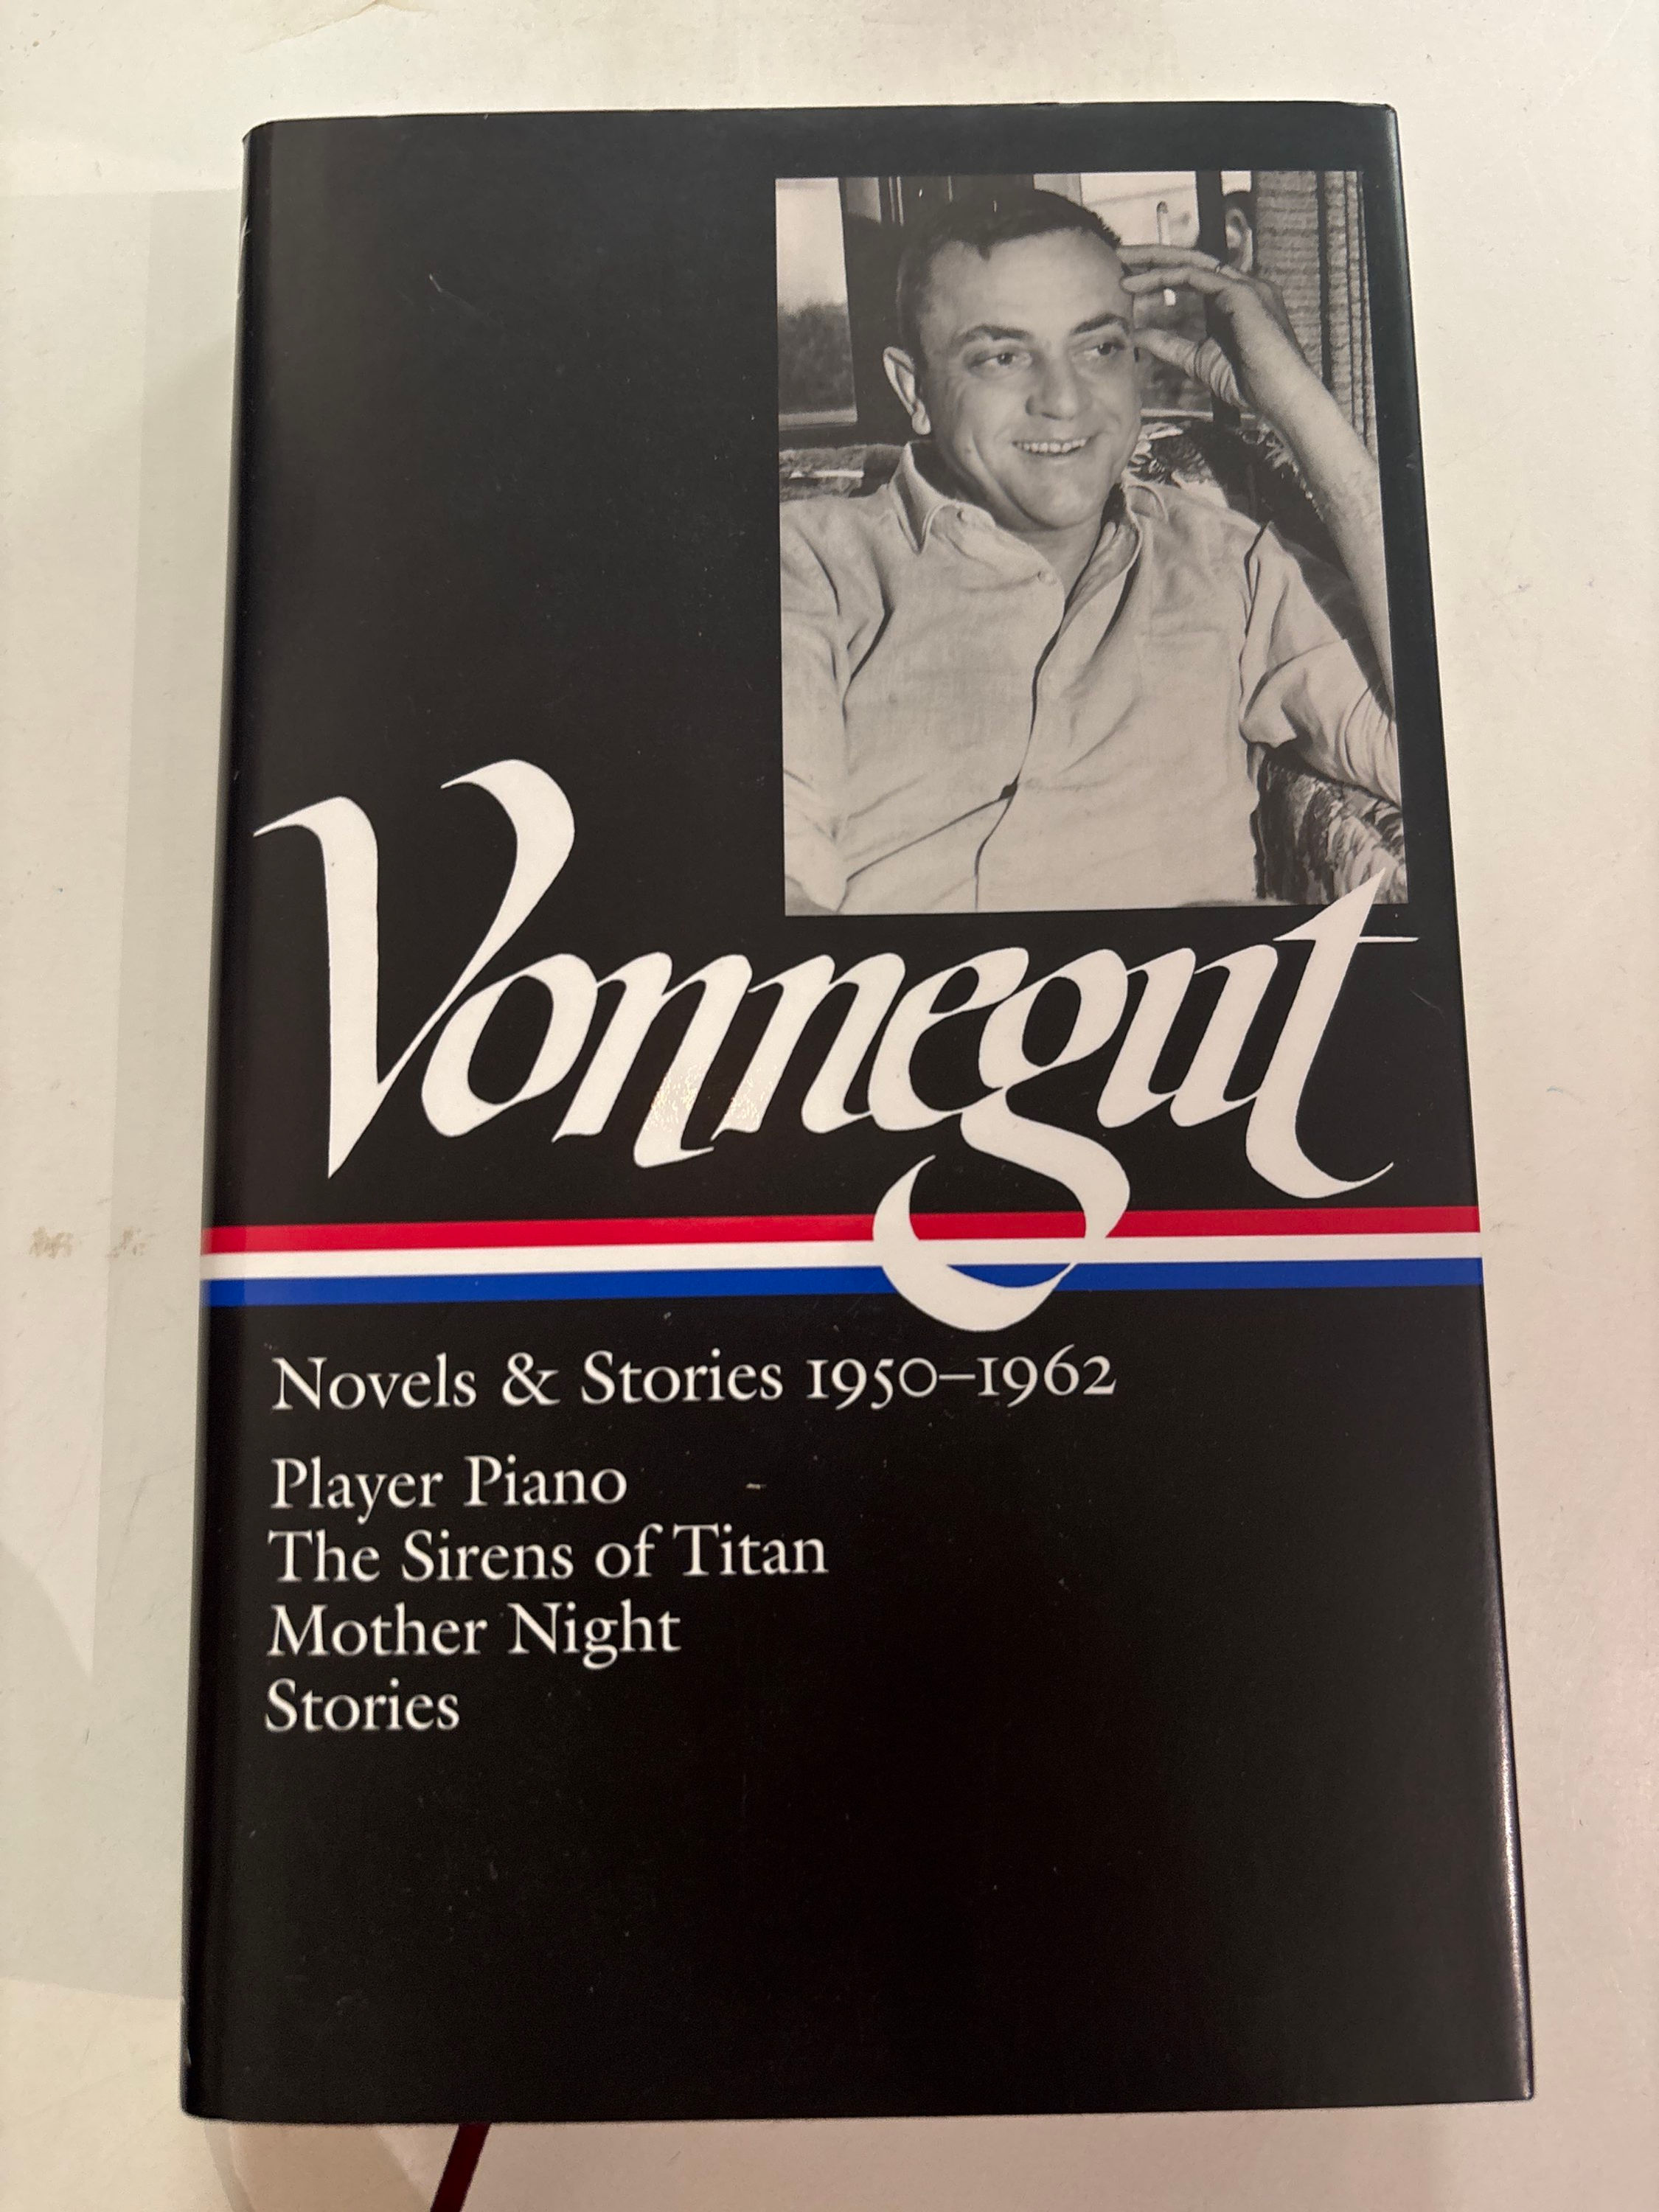 Vonnegut
Novels & Stories 1950–1962
Player Piano
The Sirens of Titan
Mother Night
Stories